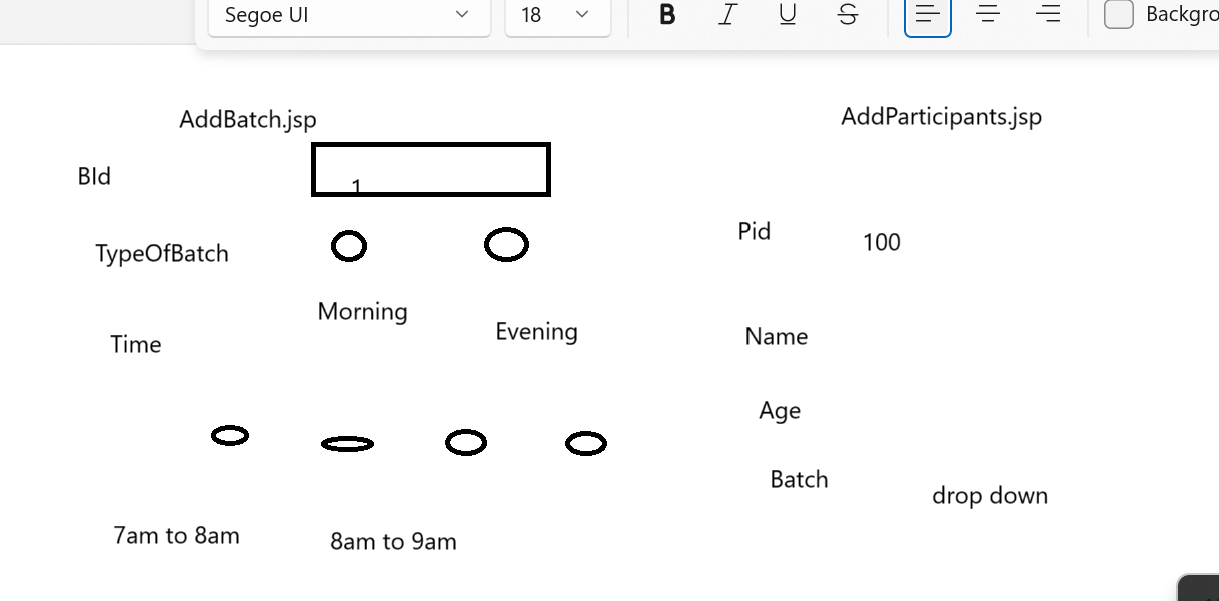 Segoe UI
18
B I U S
Backgro
AddBatch.jsp
AddParticipants.jsp
BId
1
TypeOfBatch
Morning
Evening
Time
7am to 8am
8am to 9am
Pid
100
Name
Age
Batch
drop down